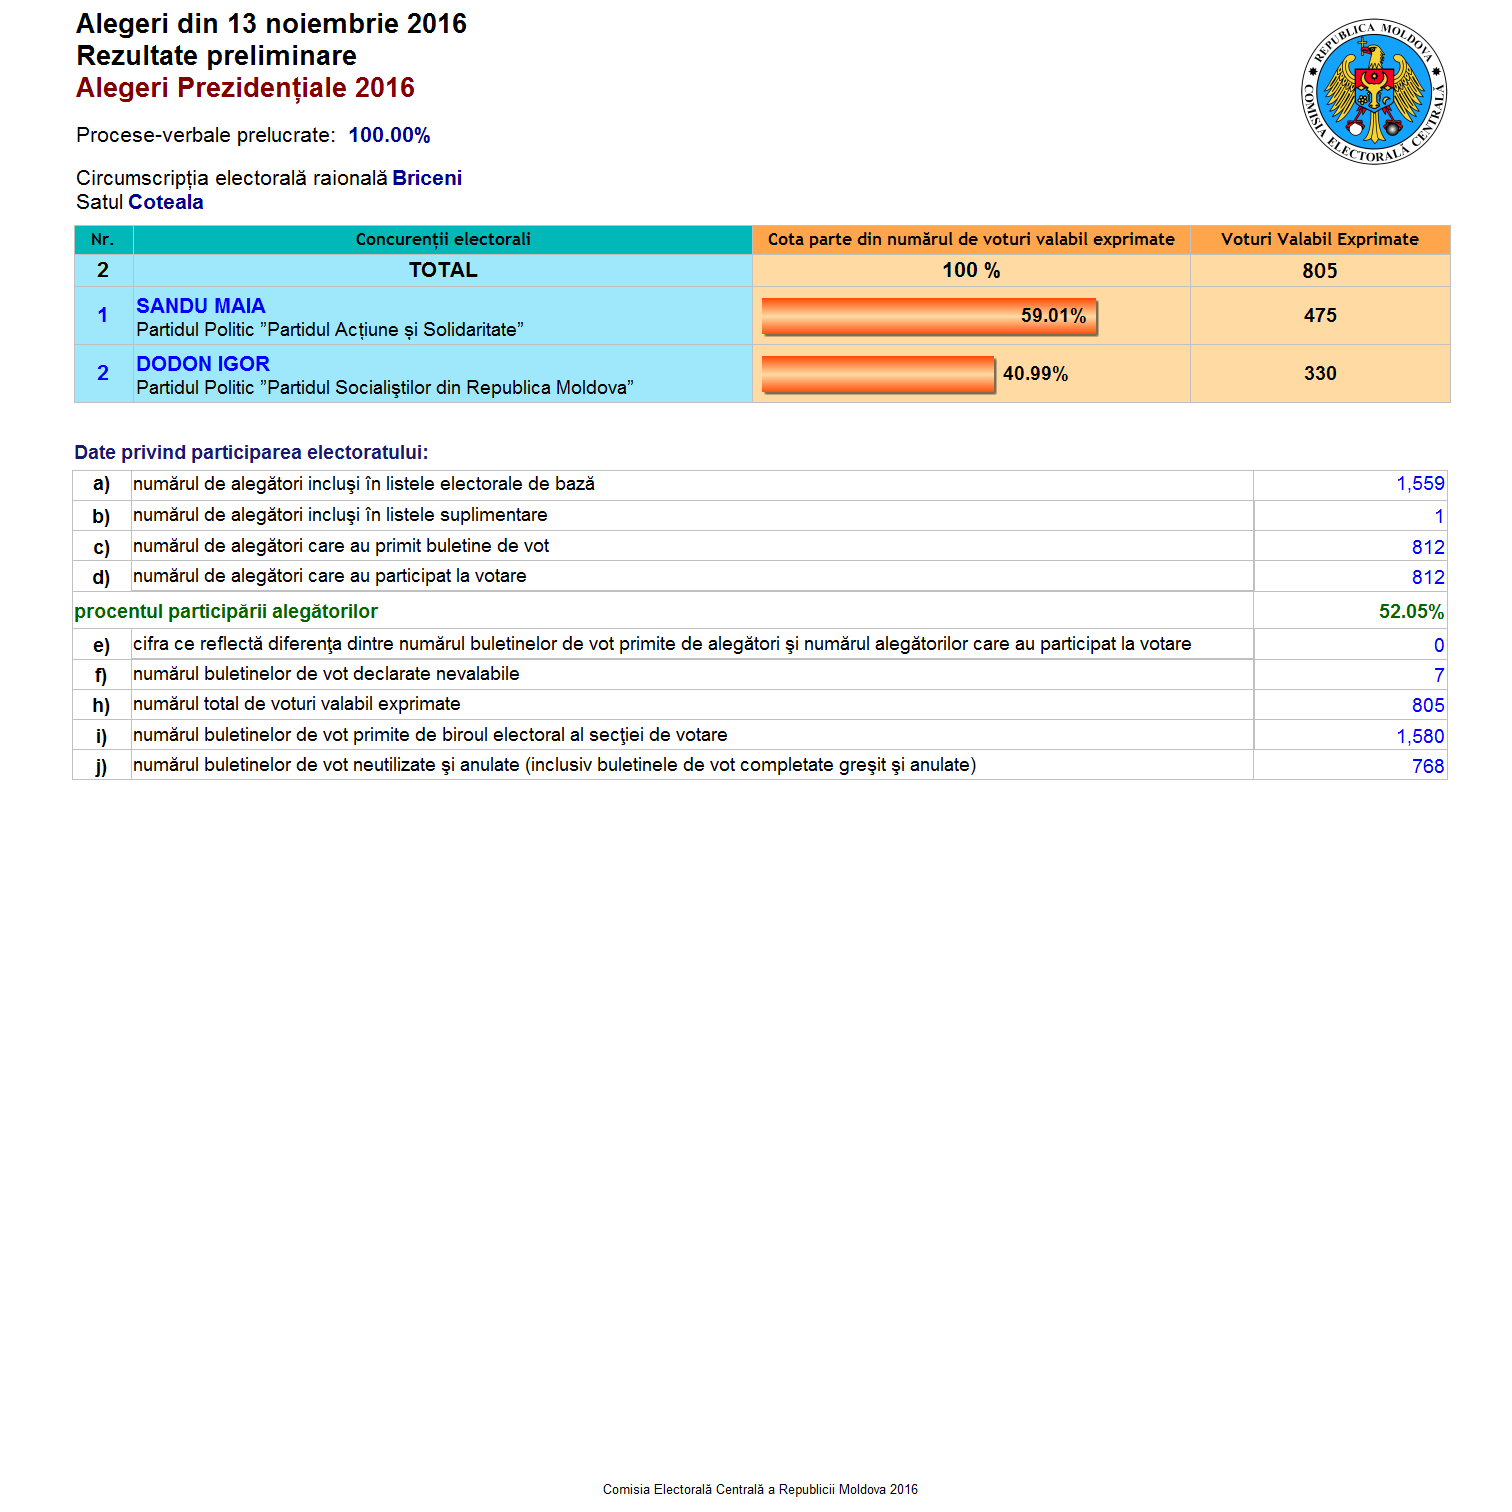 Alegeri din 13 noiembrie 2016
Rezultate preliminare
Alegeri Prezidențiale 2016
REPUBLICA MOLDOVA
COMISIA ELECTORALĂ CENTRALĂ
Procese-verbale prelucrate: 100.00%
Circumscripția electorală raională Briceni
Satul Coteala
Nr. Concurenții electorali Cota parte din numărul de voturi valabil exprimate Voturi Valabil Exprimate
2 TOTAL 100 % 805
1 SANDU MAIA 59.01% 475
Partidul Politic ”Partidul Acțiune și Solidaritate”
2 DODON IGOR 40.99% 330
Partidul Politic ”Partidul Socialiştilor din Republica Moldova”
Date privind participarea electoratului:
a) numărul de alegători incluşi în listele electorale de bază 1,559
b) numărul de alegători incluşi în listele suplimentare 1
c) numărul de alegători care au primit buletine de vot 812
d) numărul de alegători care au participat la votare 812
procentul participării alegătorilor 52.05%
e) cifra ce reflectă diferenţa dintre numărul buletinelor de vot primite de alegători şi numărul alegătorilor care au participat la votare 0
f) numărul buletinelor de vot declarate nevalabile 7
h) numărul total de voturi valabil exprimate 805
i) numărul buletinelor de vot primite de biroul electoral al secţiei de votare 1,580
j) numărul buletinelor de vot neutilizate şi anulate (inclusiv buletinele de vot completate greşit şi anulate) 768
Comisia Electorală Centrală a Republicii Moldova 2016